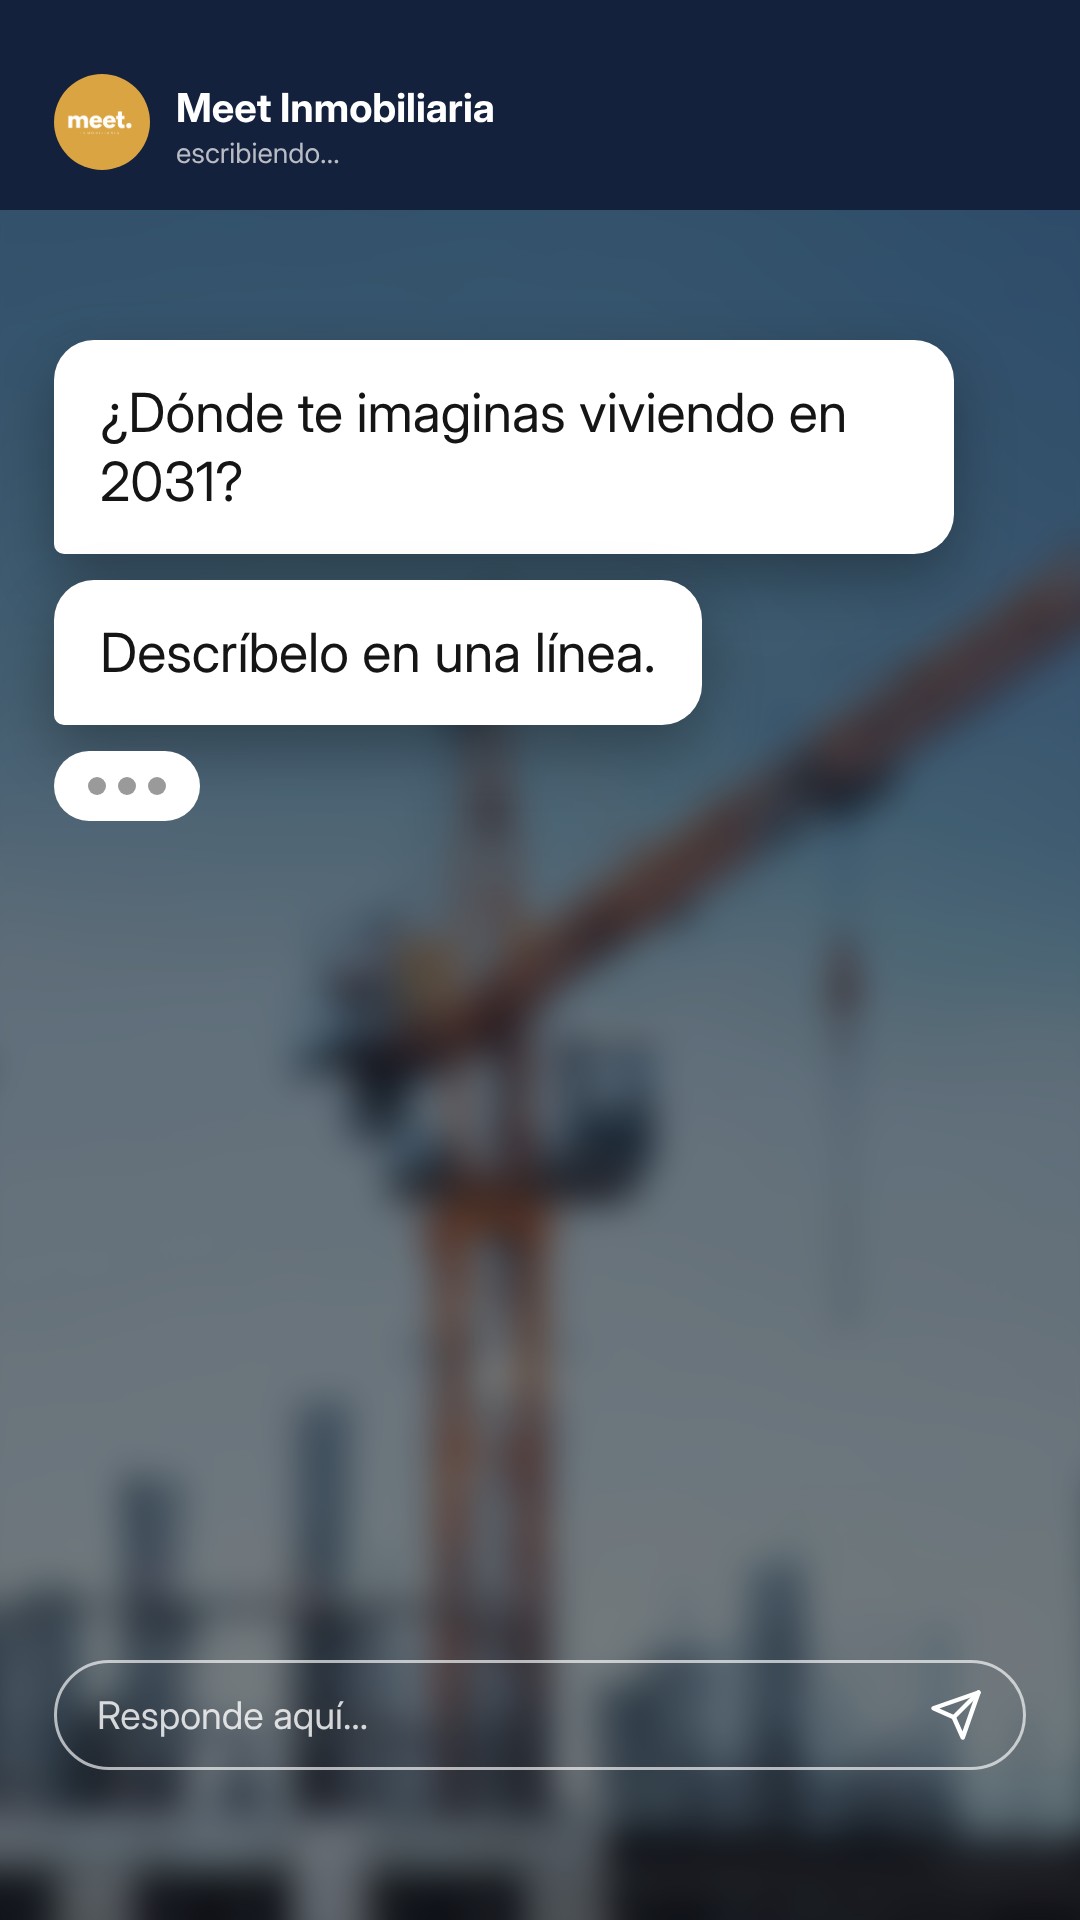 meet.
Meet Inmobiliaria
escribiendo...
¿Dónde te imaginas viviendo en
2031?
Descríbelo en una línea.
Responde aquí...